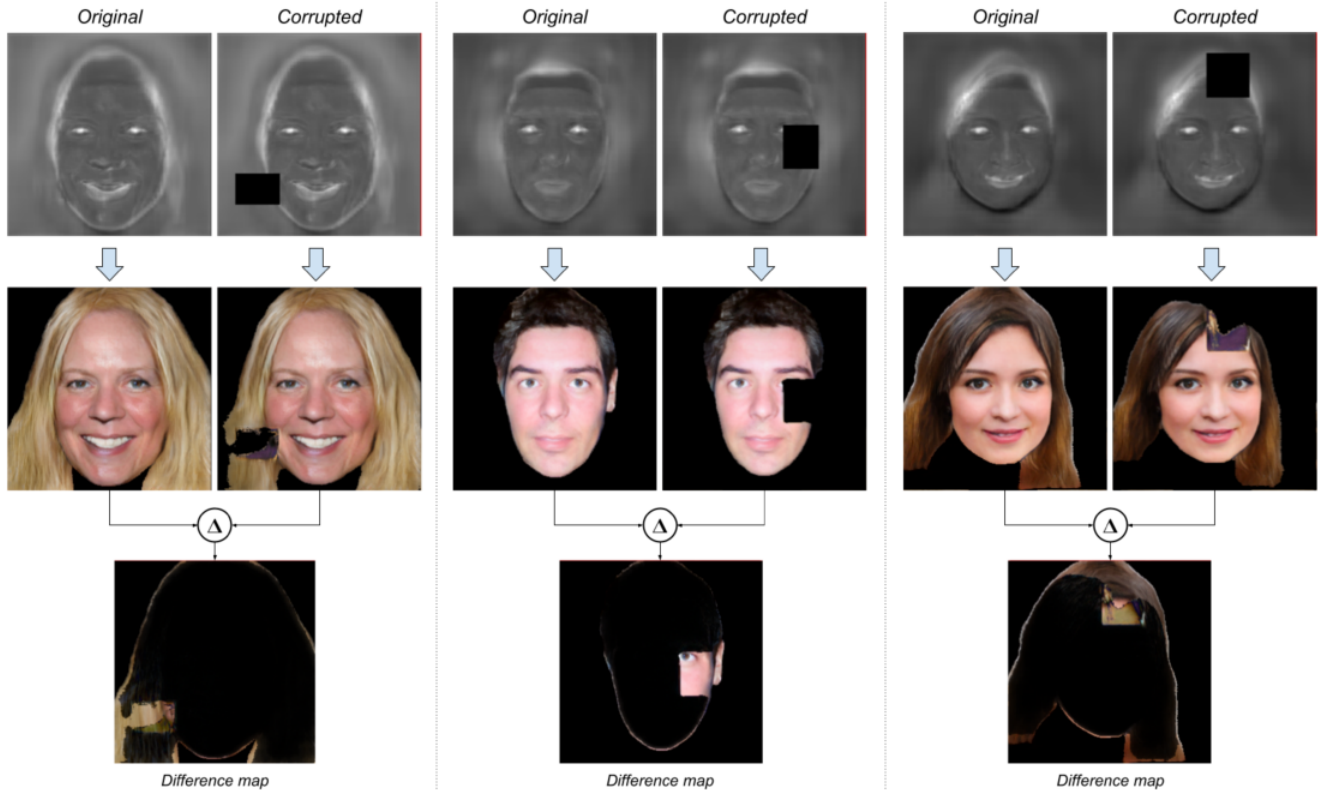 Original Corrupted Original Corrupted Original Corrupted
Δ Δ Δ
Difference map Difference map Difference map